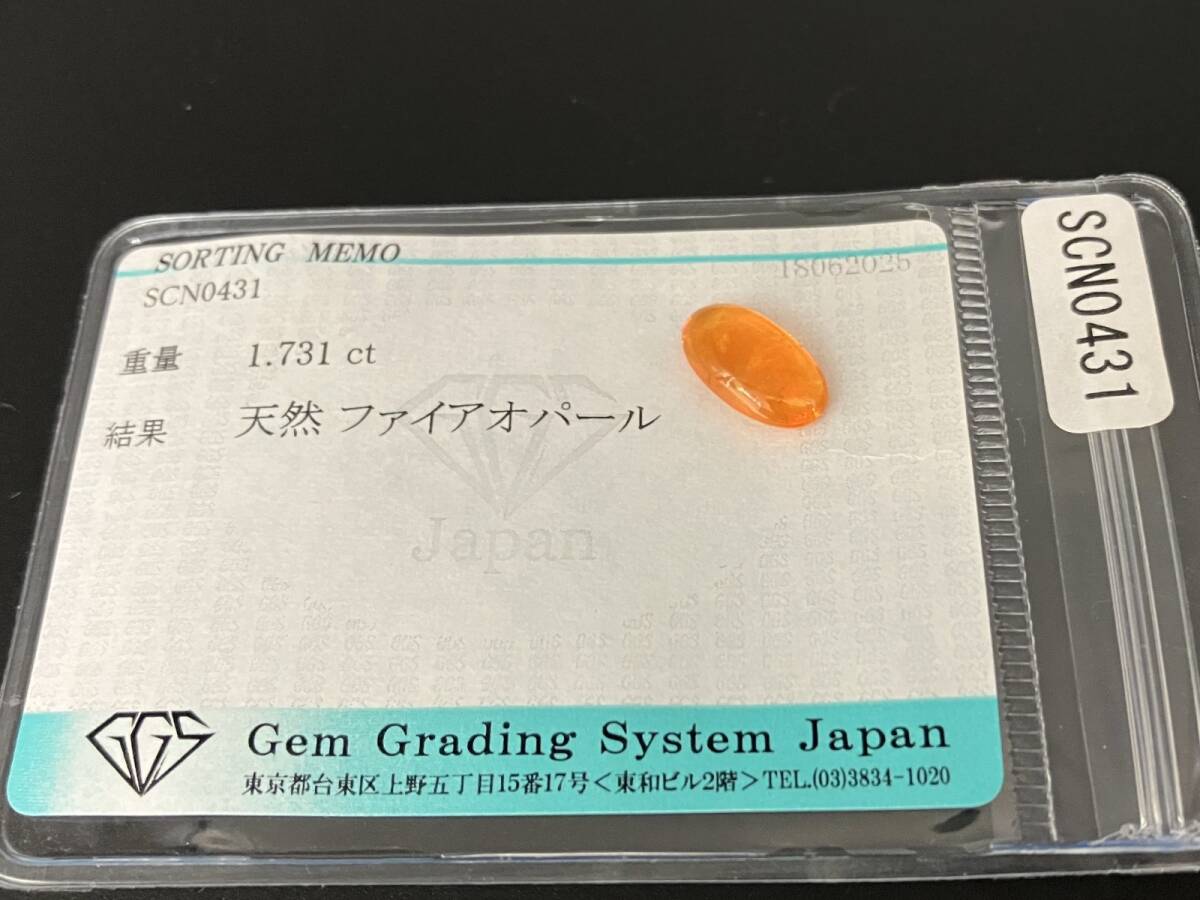 SORTING MEMO
SCN0431
18062025
重量 1.731 ct
結果 天然 ファイアオパール
Japan
GGS
Gem Grading System Japan
東京都台東区上野五丁目15番17号＜東和ビル2階＞TEL.(03)3834-1020
SCN0431